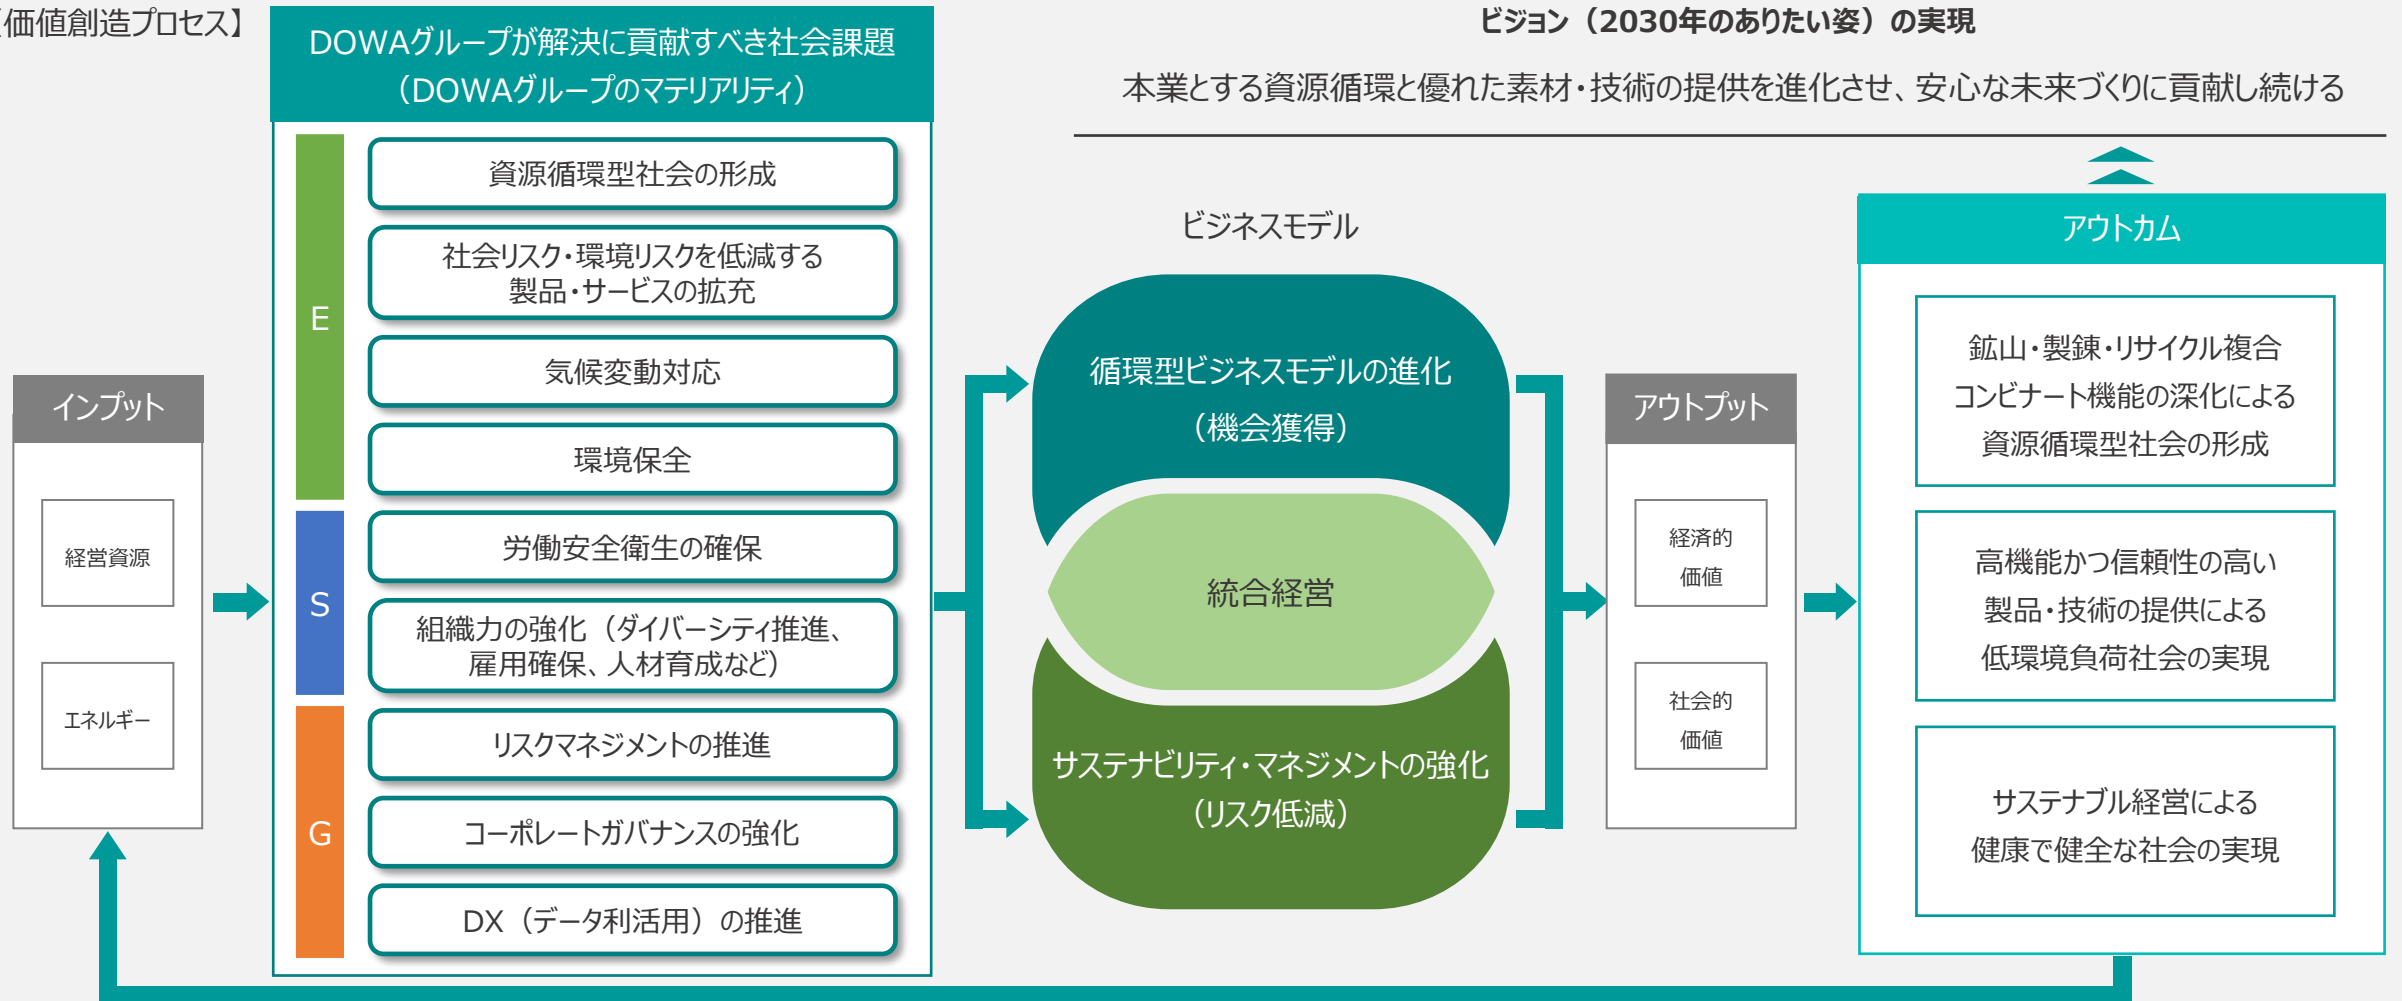 【価値創造プロセス】
DOWAグループが解決に貢献すべき社会課題
（DOWAグループのマテリアリティ）
ビジョン（2030年のありたい姿）の実現
本業とする資源循環と優れた素材・技術の提供を進化させ、安心な未来づくりに貢献し続ける
インプット
経営資源
エネルギー
E
資源循環型社会の形成
社会リスク・環境リスクを低減する
製品・サービスの拡充
気候変動対応
環境保全
S
労働安全衛生の確保
組織力の強化（ダイバーシティ推進、
雇用確保、人材育成など）
G
リスクマネジメントの推進
コーポレートガバナンスの強化
DX（データ利活用）の推進
ビジネスモデル
循環型ビジネスモデルの進化
（機会獲得）
統合経営
サステナビリティ・マネジメントの強化
（リスク低減）
アウトプット
経済的
価値
社会的
価値
アウトカム
鉱山・製錬・リサイクル複合
コンビナート機能の深化による
資源循環型社会の形成
高機能かつ信頼性の高い
製品・技術の提供による
低環境負荷社会の実現
サステナブル経営による
健康で健全な社会の実現